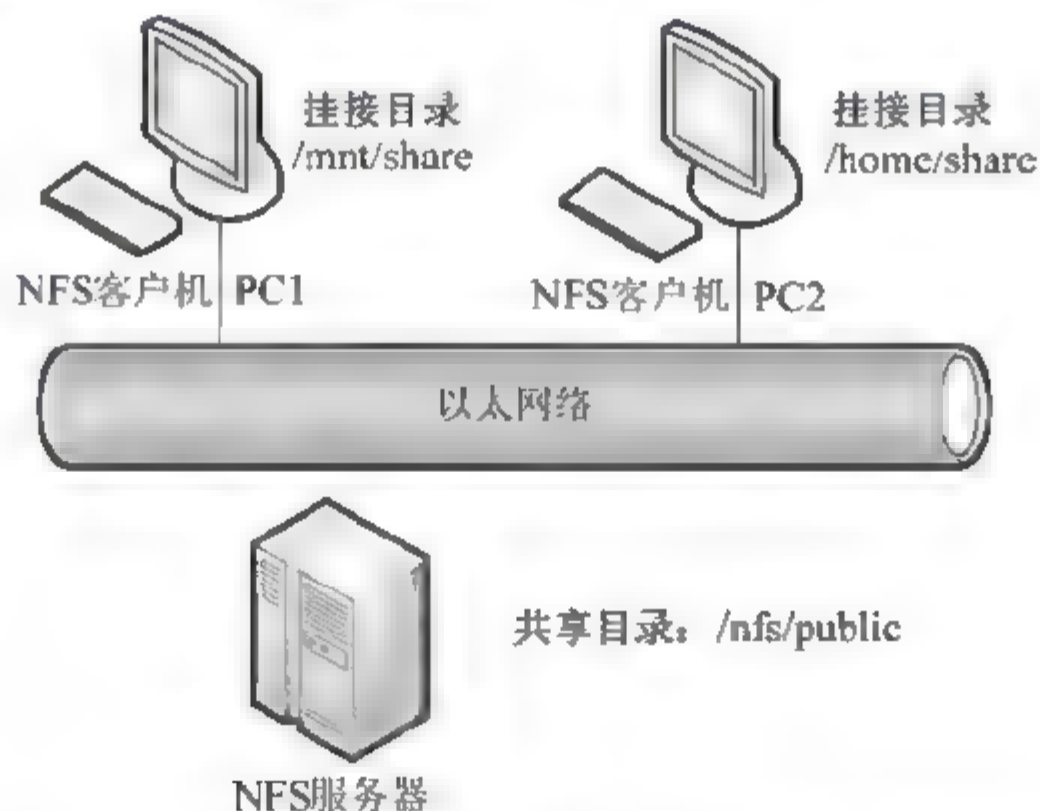 挂接目录
/mnt/share
挂接目录
/home/share
NFS客户机 PC1
NFS客户机 PC2
以太网络
共享目录：/nfs/public
NFS服务器